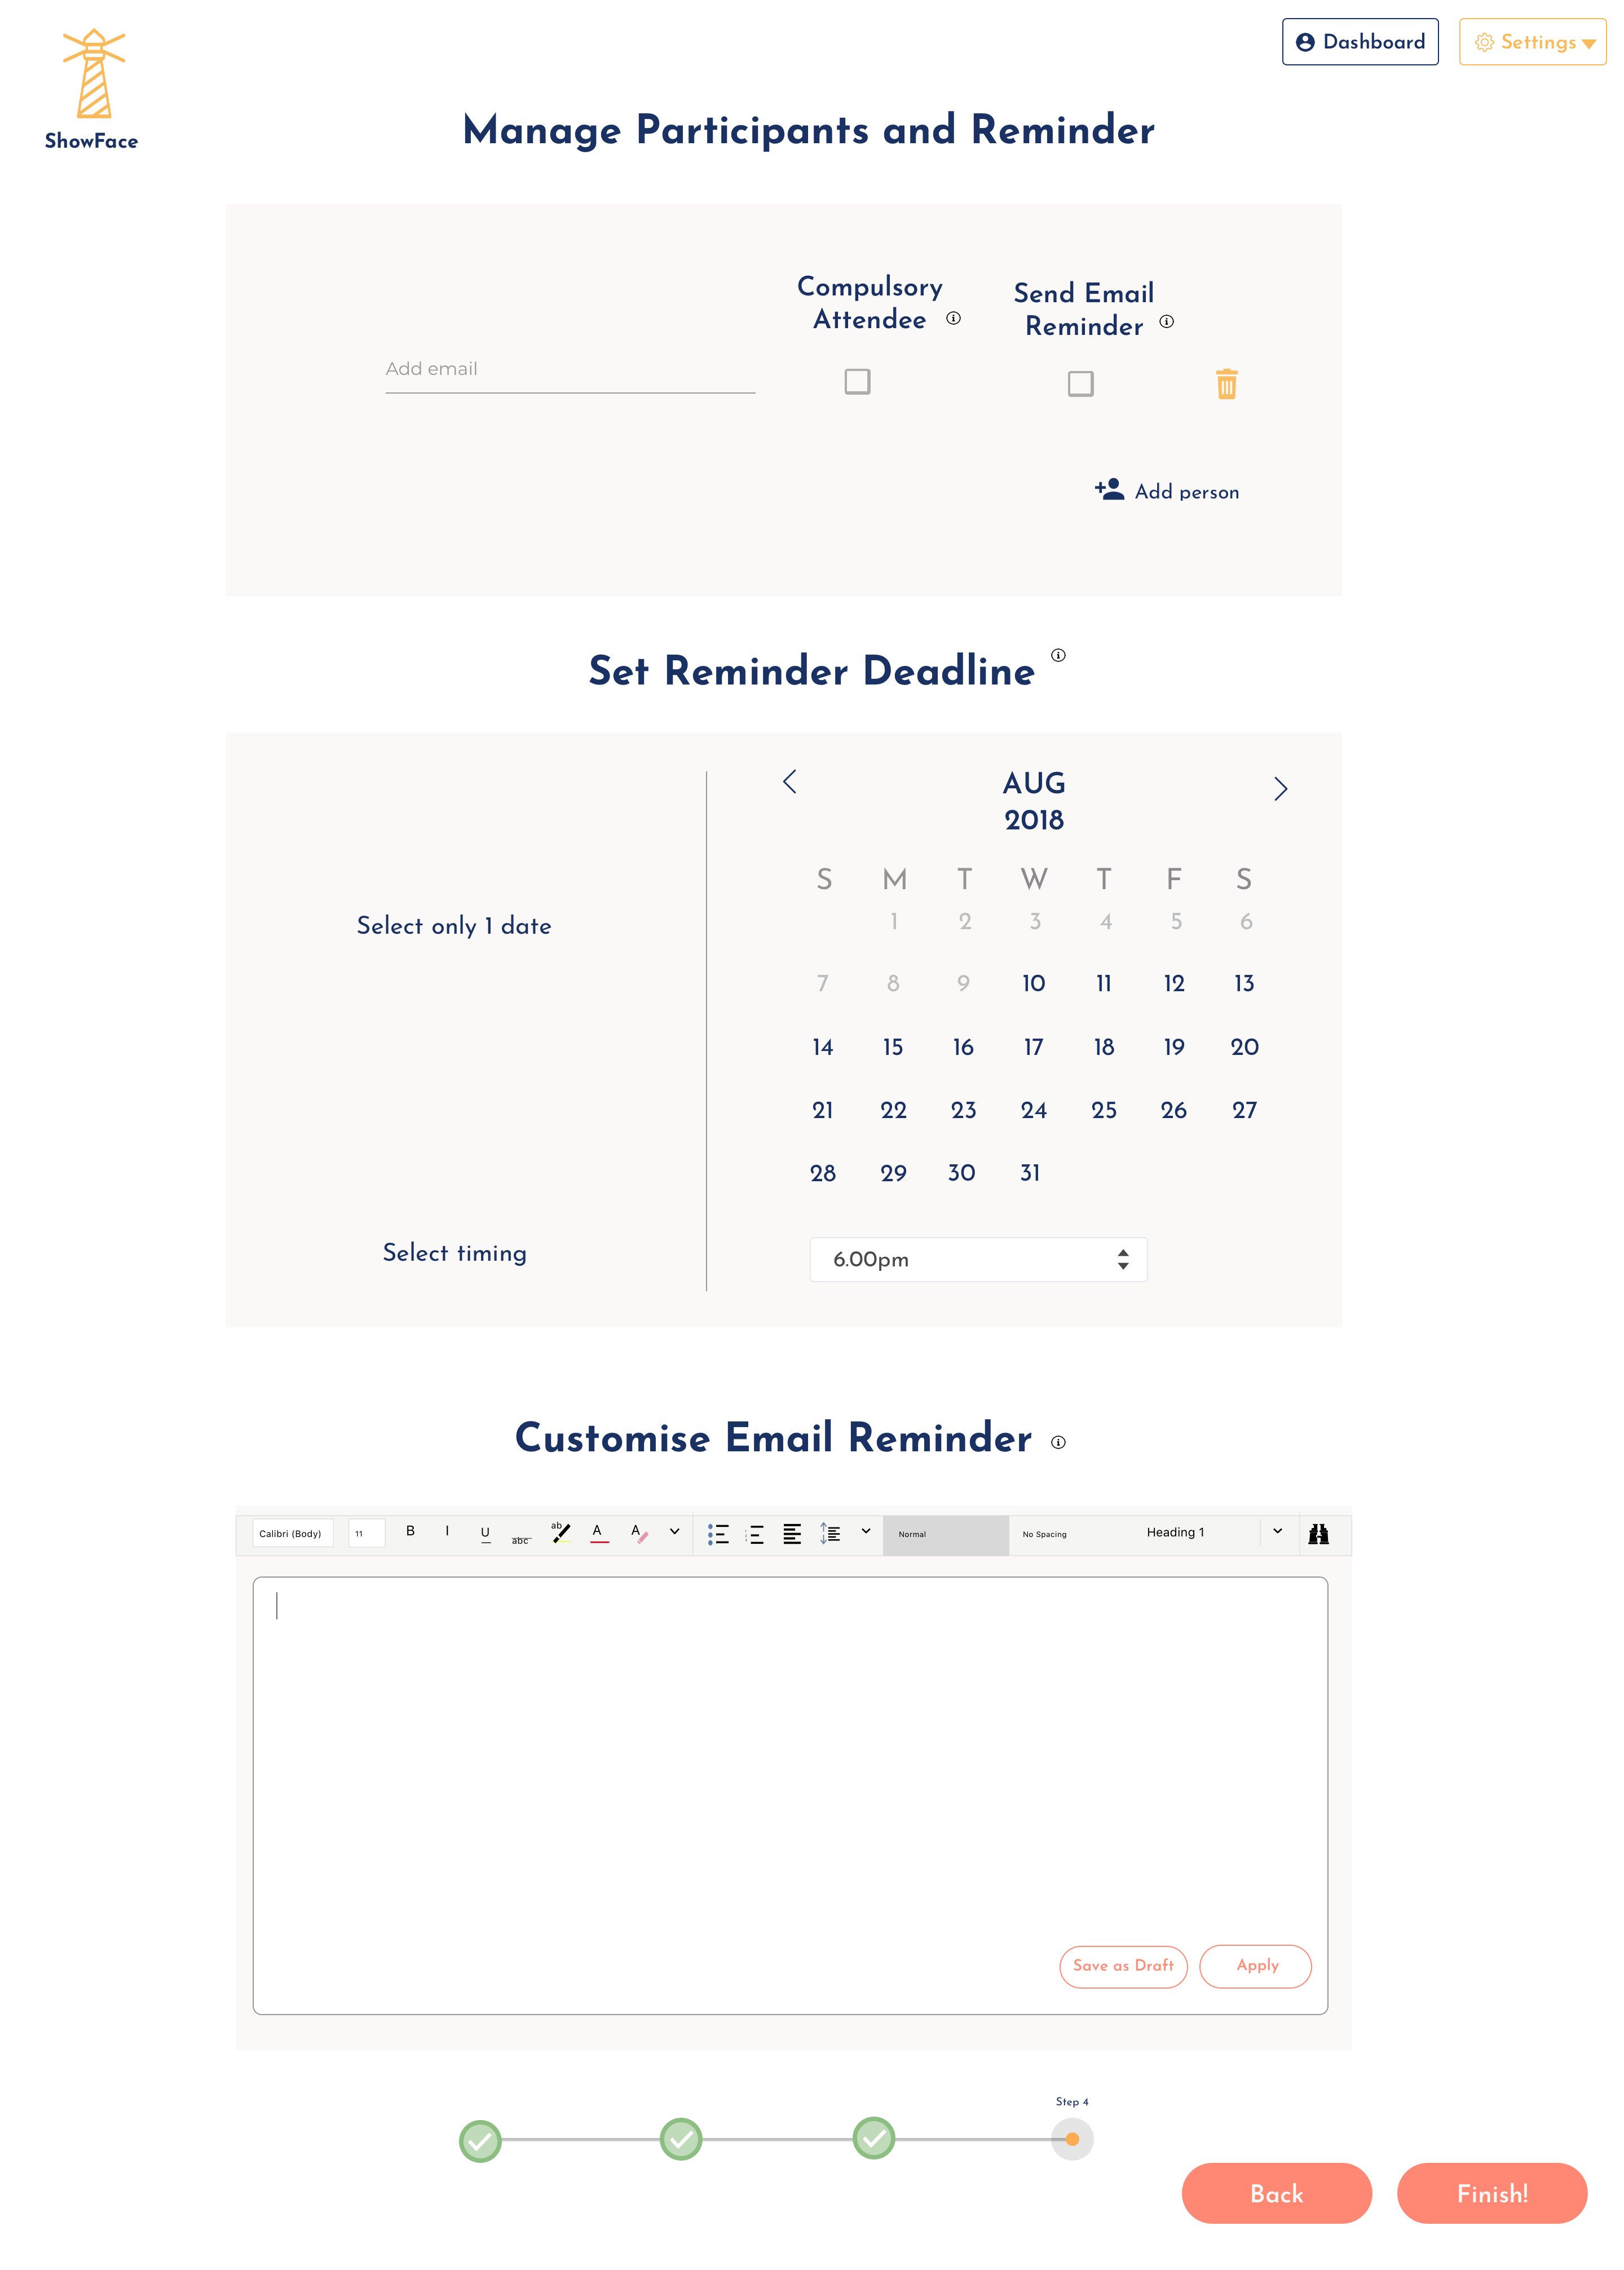 Dashboard
Settings
ShowFace
Manage Participants and Reminder
Compulsory
Attendee
Send Email
Reminder
Add email
Add person
Set Reminder Deadline
AUG
2018
S M T W T F S
1 2 3 4 5 6
Select only 1 date
7 8 9 10 11 12 13
14 15 16 17 18 19 20
21 22 23 24 25 26 27
28 29 30 31
Select timing
6.00pm
Customise Email Reminder
Calibri (Body) 11 B I U abc ab A A Normal No Spacing Heading 1
Save as Draft
Apply
Step 4
Back
Finish!